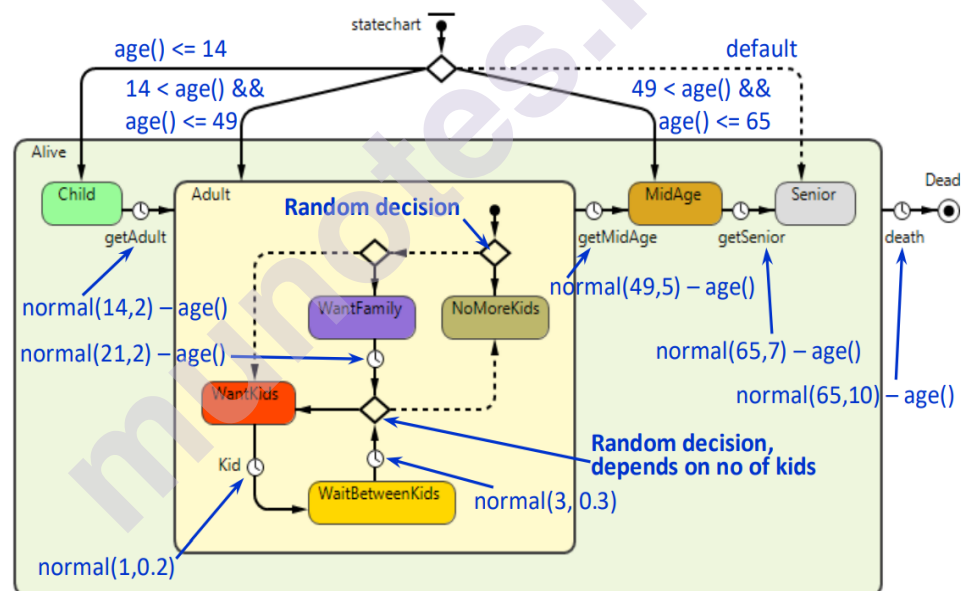 statechart
age() <= 14
default
14 < age() &&
age() <= 49
49 < age() &&
age() <= 65
Alive
Child
Adult
MidAge
Senior
Dead
Random decision
getAdult
getMidAge
getSenior
death
normal(14,2) – age()
normal(49,5) – age()
WantFamily
NoMoreKids
normal(21,2) – age()
normal(65,7) – age()
WantKids
normal(65,10) – age()
Random decision,
depends on no of kids
Kid
WaitBetweenKids
normal(3, 0.3)
normal(1,0.2)
munotes.i